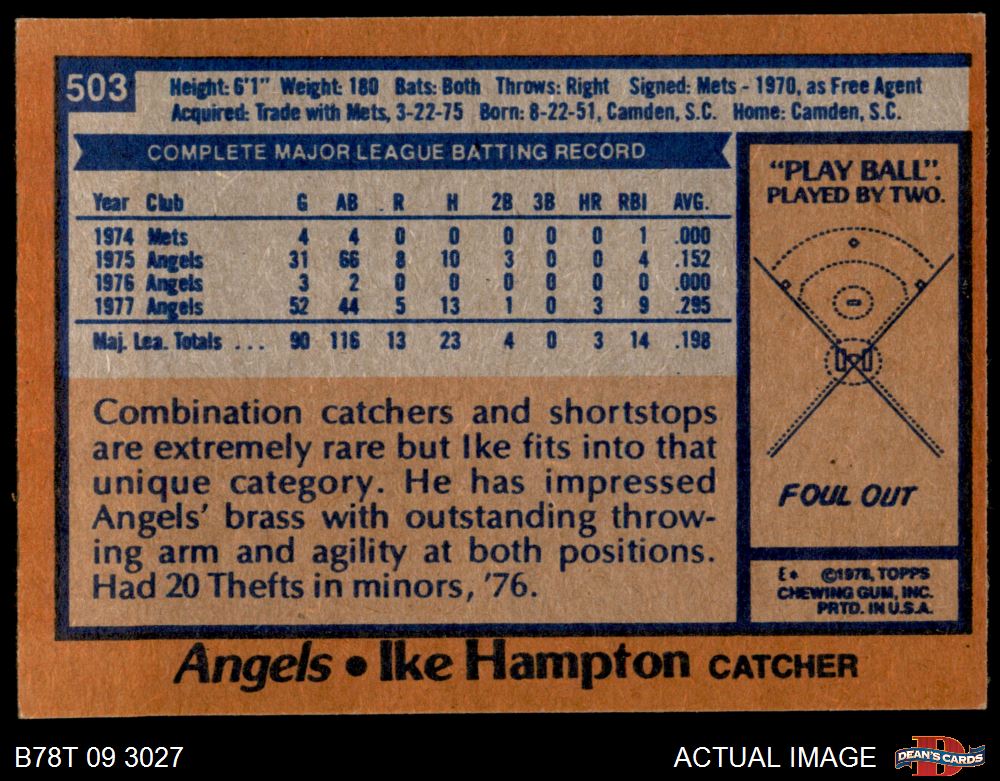 503
Height: 6'1" Weight: 180 Bats: Both Throws: Right Signed: Mets - 1970, as Free Agent
Acquired: Trade with Mets, 3-22-75 Born: 8-22-51, Camden, S.C. Home: Camden, S.C.
COMPLETE MAJOR LEAGUE BATTING RECORD
Year Club G AB R H 2B 3B HR RBI AVG.
1974 Mets 4 4 0 0 0 0 0 1 .000
1975 Angels 31 66 8 10 3 0 0 4 .152
1976 Angels 3 2 0 0 0 0 0 0 .000
1977 Angels 52 44 5 13 1 0 3 9 .295
Maj. Lea. Totals ... 90 116 13 23 4 0 3 14 .198
Combination catchers and shortstops
are extremely rare but Ike fits into that
unique category. He has impressed
Angels' brass with outstanding throw-
ing arm and agility at both positions.
Had 20 Thefts in minors, '76.
"PLAY BALL".
PLAYED BY TWO.
FOUL OUT
E* ©1978, TOPPS
CHEWING GUM, INC.
PRTD. IN U.S.A.
Angels • Ike Hampton CATCHER
B78T 09 3027
ACTUAL IMAGE
D
DEAN'S CARDS